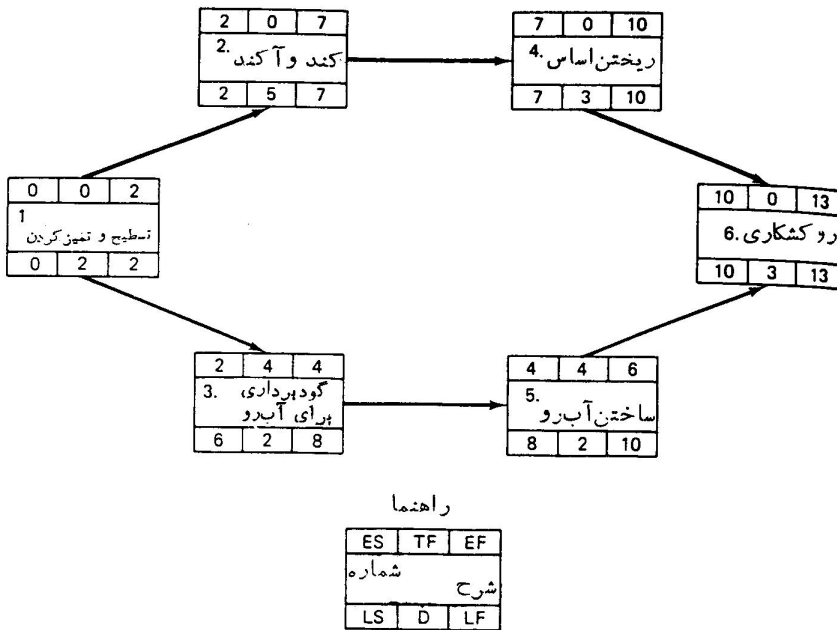 2 0 7
2. کند و آکند
2 5 7
7 0 10
4. ریختن اساس
7 3 10
0 0 2
1
تسطیح و تمیز کردن
0 2 2
10 0 13
6. روکشکاری
10 3 13
2 4 4
3. گودبرداری
برای آب‌رو
6 2 8
4 4 6
5.
ساختن آب‌رو
8 2 10
راهنما
ES TF EF
شماره
شرح
LS D LF